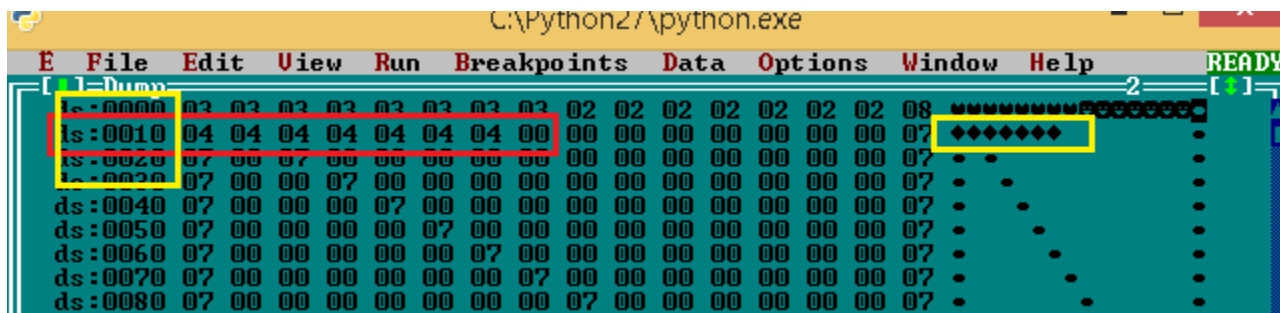 C:\Python27\python.exe
Ë File Edit View Run Breakpoints Data Options Window Help READY
[ ]=Dump 2 [↕]
ds:0000 03 03 03 03 03 03 03 03 02 02 02 02 02 02 02 08 ♥♥♥♥♥♥♥♥☻☻☻☻☻☻☻◘
ds:0010 04 04 04 04 04 04 04 00 00 00 00 00 00 00 00 07 ♦♦♦♦♦♦♦ •
ds:0020 07 00 07 00 00 00 00 00 00 00 00 00 00 00 00 07 • • •
ds:0030 07 00 00 07 00 00 00 00 00 00 00 00 00 00 00 07 • • •
ds:0040 07 00 00 00 07 00 00 00 00 00 00 00 00 00 00 07 • • •
ds:0050 07 00 00 00 00 07 00 00 00 00 00 00 00 00 00 07 • • •
ds:0060 07 00 00 00 00 00 07 00 00 00 00 00 00 00 00 07 • • •
ds:0070 07 00 00 00 00 00 00 07 00 00 00 00 00 00 00 07 • • •
ds:0080 07 00 00 00 00 00 00 00 07 00 00 00 00 00 00 07 • • •